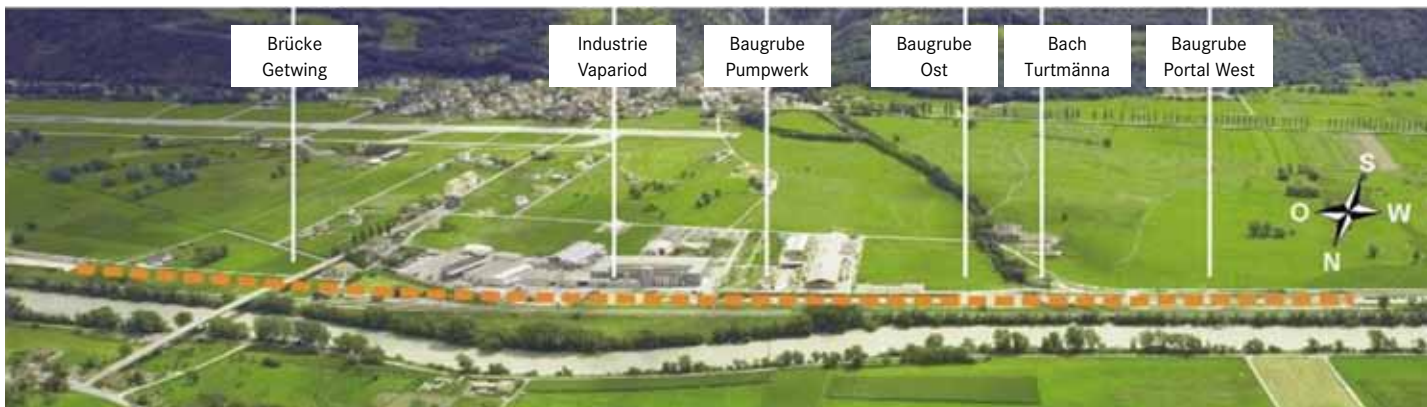 Brücke
Getwing
Industrie
Vapariod
Baugrube
Pumpwerk
Baugrube
Ost
Bach
Turtmänna
Baugrube
Portal West
S
O W
N